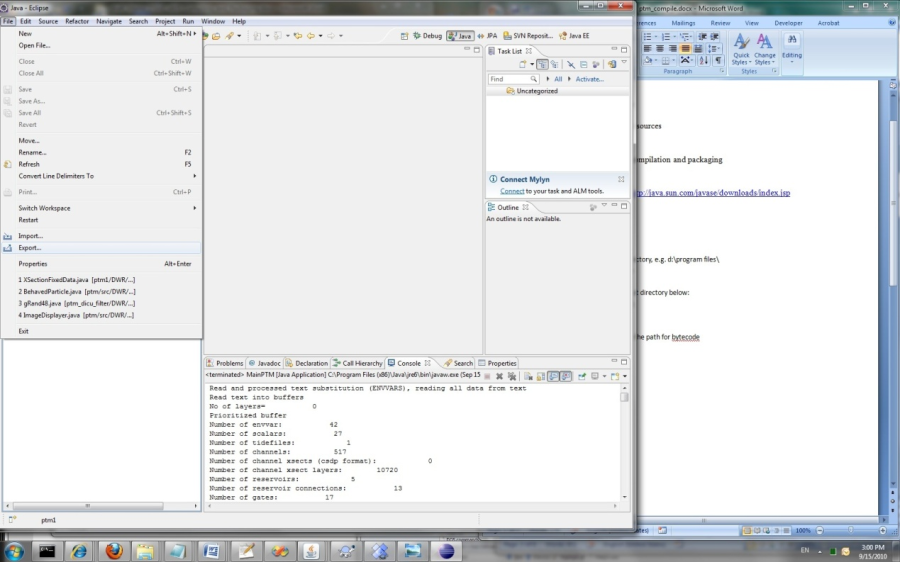 Java - Eclipse
File Edit Source Refactor Navigate Search Project Run Window Help
New Alt+Shift+N
Open File...
Close Ctrl+W
Close All Ctrl+Shift+W
Save Ctrl+S
Save As...
Save All Ctrl+Shift+S
Revert
Move...
Rename... F2
Refresh F5
Convert Line Delimiters To
Print... Ctrl+P
Switch Workspace
Restart
Import...
Export...
Properties Alt+Enter
1 XSectionFixedData.java [ptm1/DWR/...]
2 BehavedParticle.java [ptm/src/DWR/...]
3 gRand48.java [ptm_dicu_filter/DWR/...]
4 ImageDisplayer.java [ptm/src/DWR/...]
Exit
Debug Java JPA SVN Reposit... Java EE
Task List
Find All Activate...
Uncategorized
Connect Mylyn
Connect to your task and ALM tools.
Outline
An outline is not available.
Problems Javadoc Declaration Call Hierarchy Console Search Properties
<terminated> MainPTM [Java Application] C:\Program Files (x86)\Java\jre6\bin\javaw.exe (Sep 15
Read and processed text substitution (ENVVARS), reading all data from text
Read text into buffers
No of layers= 0
Prioritized buffer
Number of envvar: 42
Number of scalars: 27
Number of tidefiles: 1
Number of channels: 517
Number of channel xsects (csdp format): 0
Number of channel xsect layers: 10720
Number of reservoirs: 5
Number of reservoir connections: 13
Number of gates: 17
ptm1
ptm_compile.docx - Microsoft Word
rences Mailings Review View Developer Acrobat
Quick Styles Change Styles Editing
Paragraph Styles
sources
mpilation and packaging
tp://java.sun.com/javase/downloads/index.jsp
ctory, e.g. d:\program files\
t directory below:
the path for bytecode
100%
EN
3:00 PM
9/15/2010